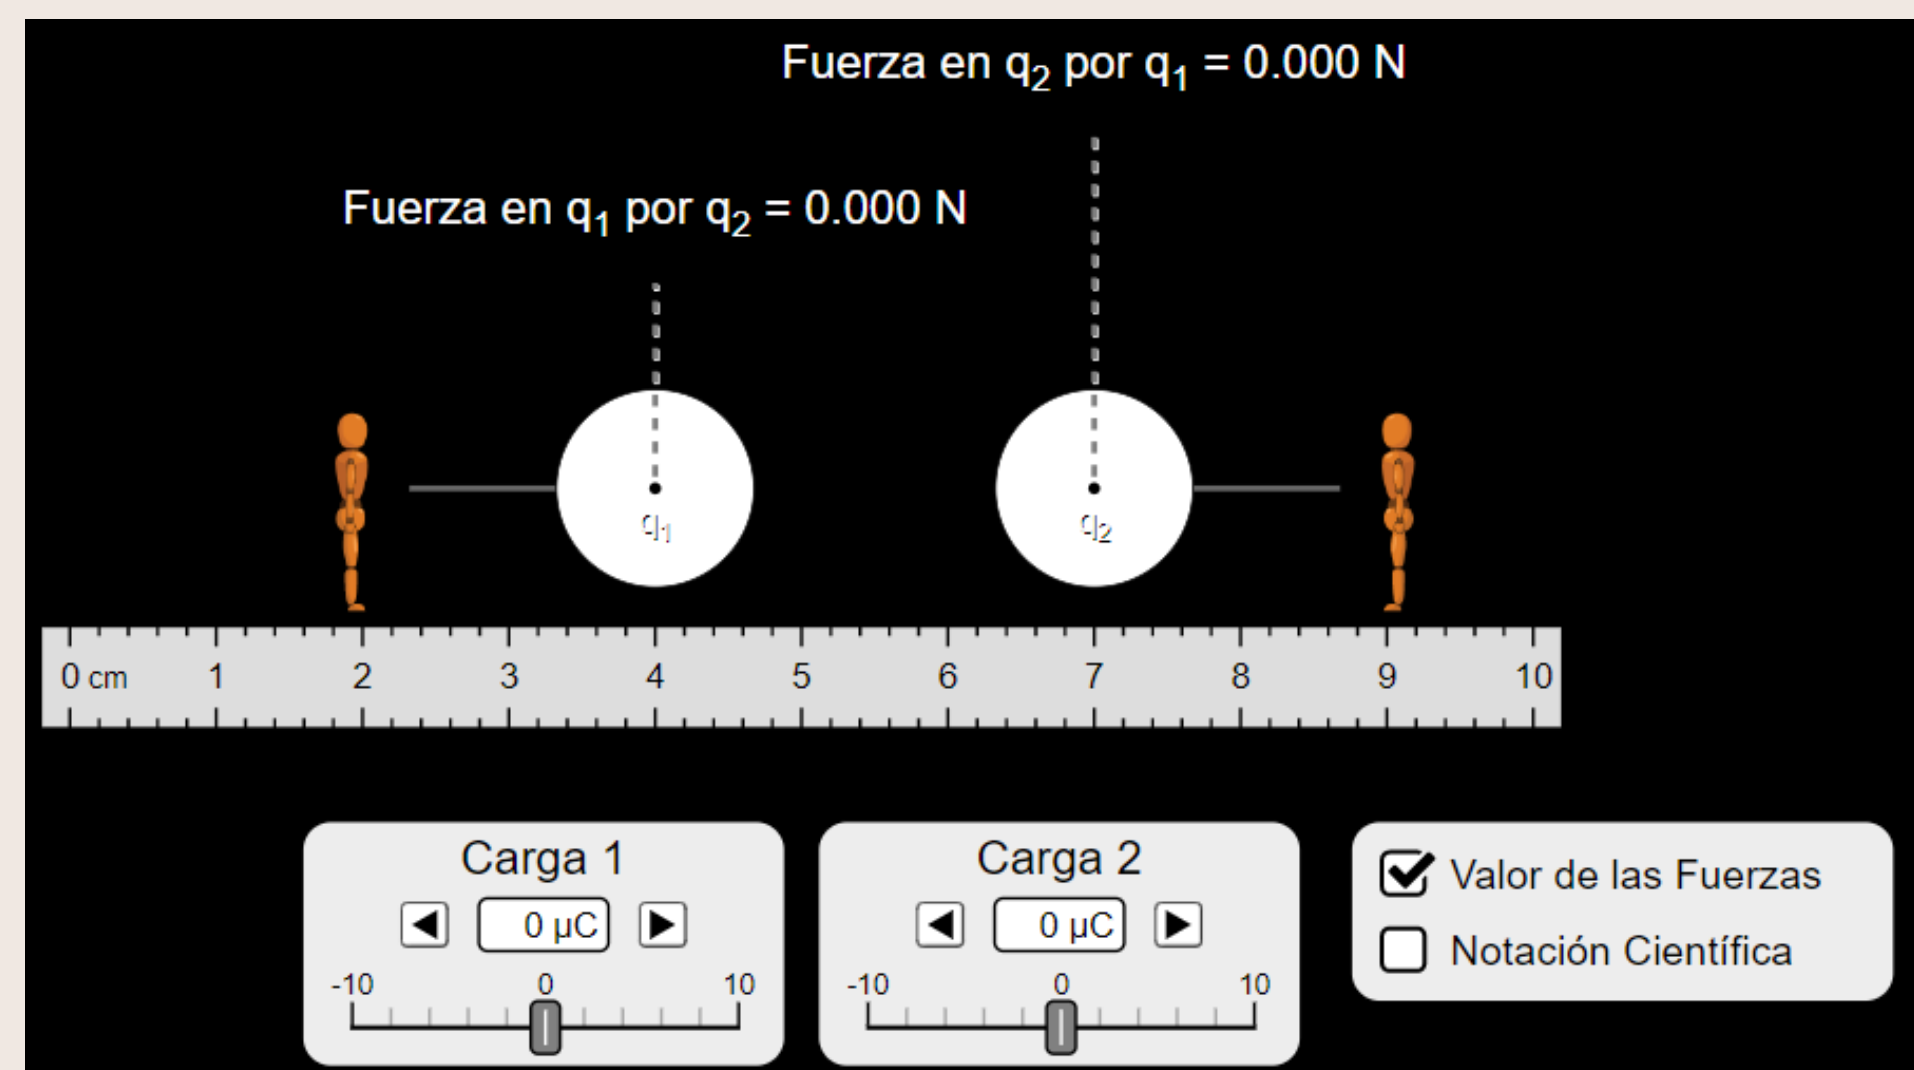 Fuerza en q₂ por q₁ = 0.000 N
Fuerza en q₁ por q₂ = 0.000 N
q₁ q₂
0 cm 1 2 3 4 5 6 7 8 9 10
Carga 1
0 µC
-10 0 10
Carga 2
0 µC
-10 0 10
Valor de las Fuerzas
Notación Científica